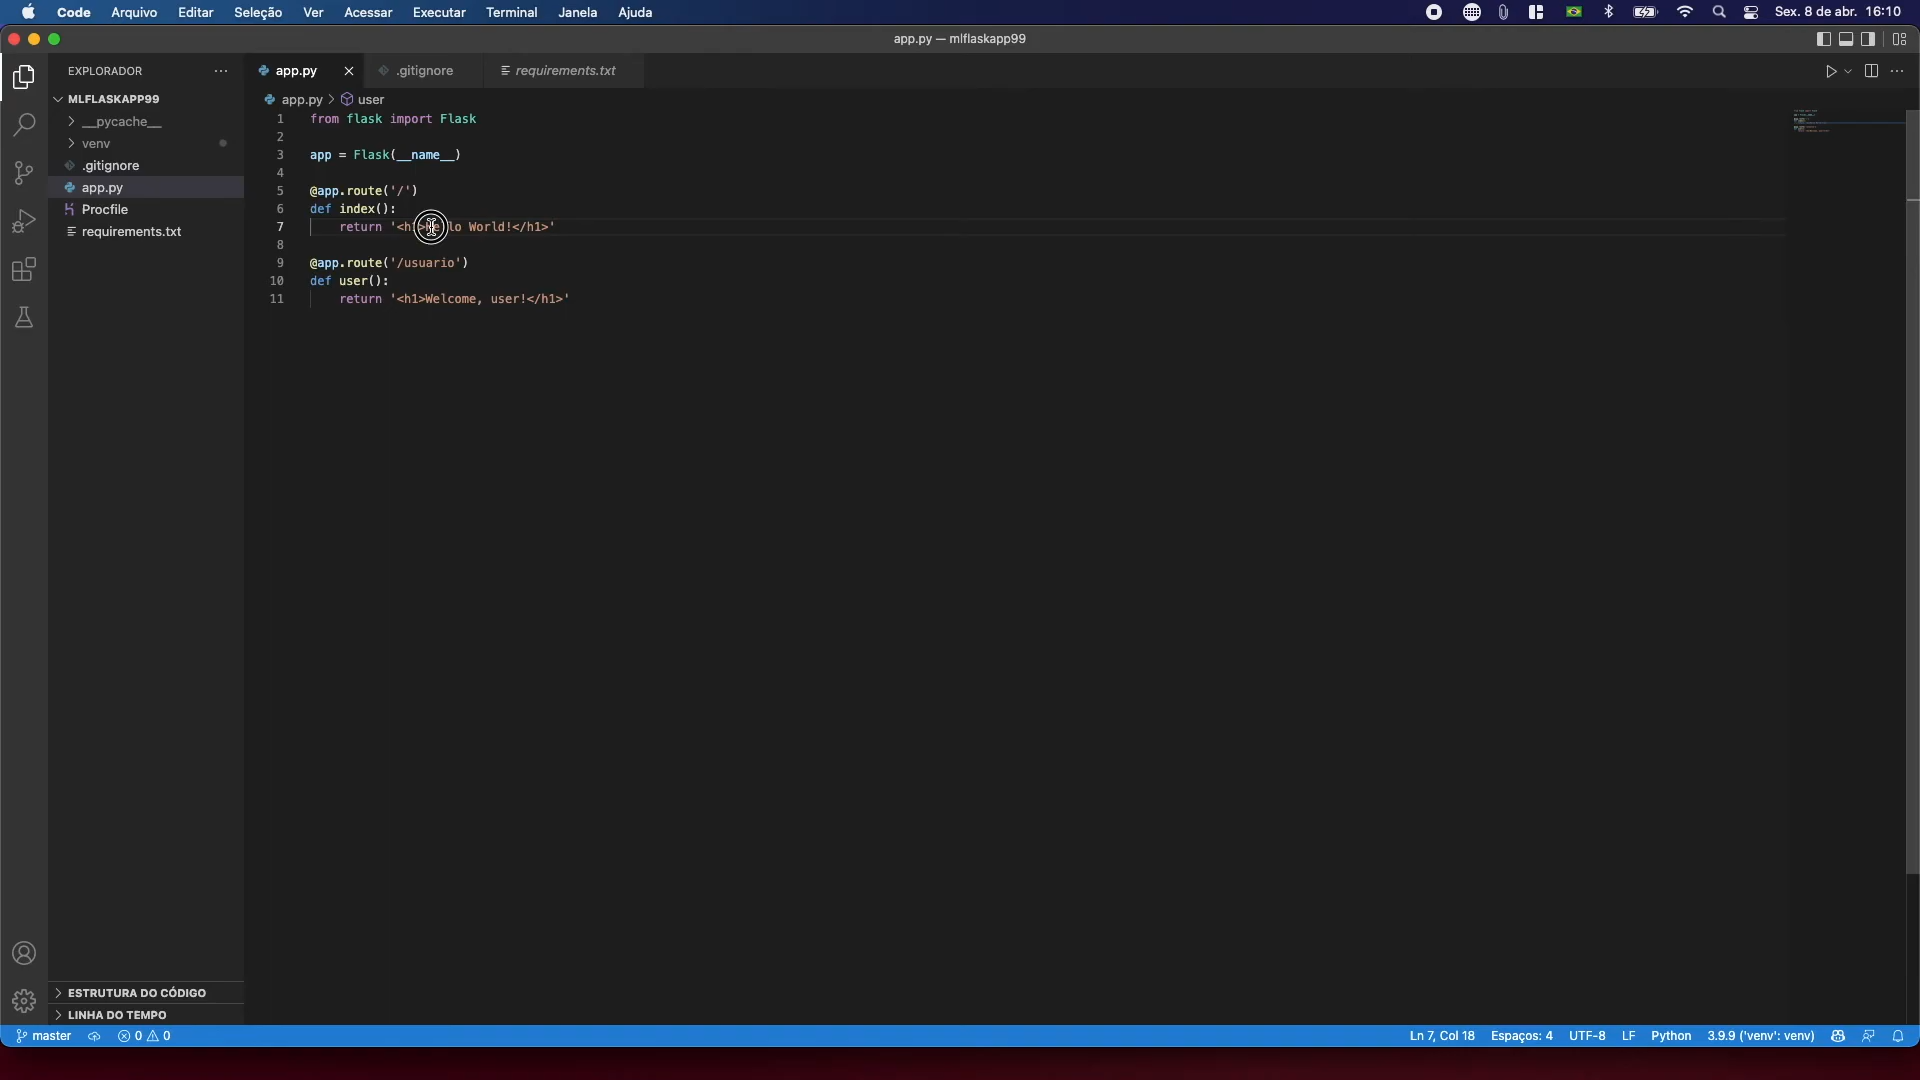 Code Arquivo Editar Seleção Ver Acessar Executar Terminal Janela Ajuda Sex. 8 de abr. 16:10
app.py — mlflaskapp99
EXPLORADOR
app.py .gitignore requirements.txt
MLFLASKAPP99
app.py > user
__pycache__
venv
.gitignore
app.py
Procfile
requirements.txt
1 from flask import Flask
2
3 app = Flask(__name__)
4
5 @app.route('/')
6 def index():
7 return '<h1>Hello World!</h1>'
8
9 @app.route('/usuario')
10 def user():
11 return '<h1>Welcome, user!</h1>'
ESTRUTURA DO CÓDIGO
LINHA DO TEMPO
master 0 0 Ln 7, Col 18 Espaços: 4 UTF-8 LF Python 3.9.9 ('venv': venv)